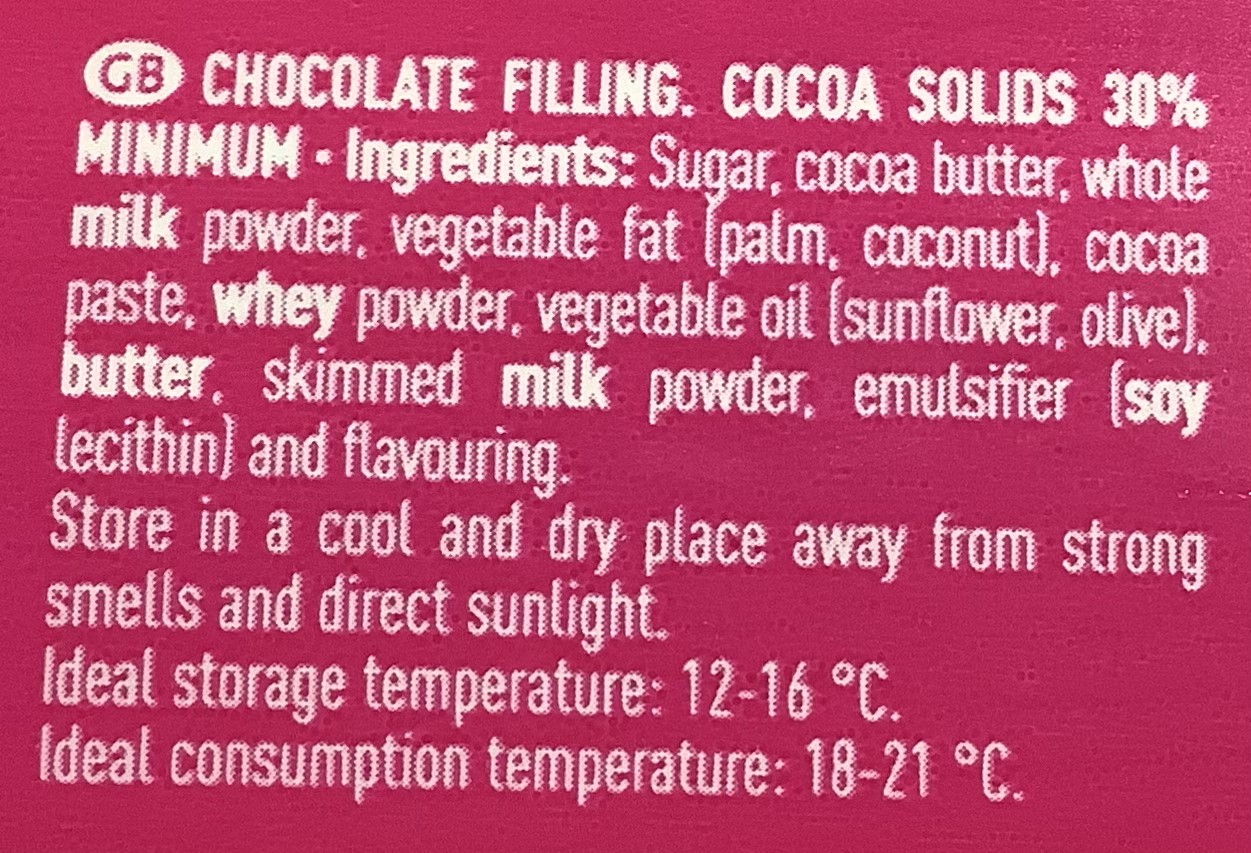 GB CHOCOLATE FILLING. COCOA SOLIDS 30%
MINIMUM · Ingredients: Sugar, cocoa butter, whole
milk powder, vegetable fat (palm, coconut), cocoa
paste, whey powder, vegetable oil (sunflower, olive),
butter, skimmed milk powder, emulsifier (soy
lecithin) and flavouring.
Store in a cool and dry place away from strong
smells and direct sunlight.
Ideal storage temperature: 12-16 °C.
Ideal consumption temperature: 18-21 °C.